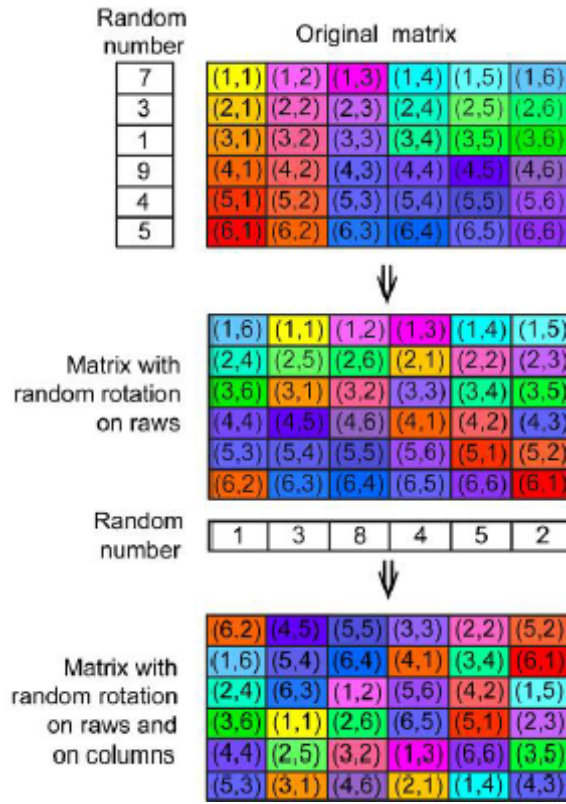 Random number
Original matrix
7 (1,1) (1,2) (1,3) (1,4) (1,5) (1,6)
3 (2,1) (2,2) (2,3) (2,4) (2,5) (2,6)
1 (3,1) (3,2) (3,3) (3,4) (3,5) (3,6)
9 (4,1) (4,2) (4,3) (4,4) (4,5) (4,6)
4 (5,1) (5,2) (5,3) (5,4) (5,5) (5,6)
5 (6,1) (6,2) (6,3) (6,4) (6,5) (6,6)
Matrix with
random rotation
on raws
(1,6) (1,1) (1,2) (1,3) (1,4) (1,5)
(2,4) (2,5) (2,6) (2,1) (2,2) (2,3)
(3,6) (3,1) (3,2) (3,3) (3,4) (3,5)
(4,4) (4,5) (4,6) (4,1) (4,2) (4,3)
(5,3) (5,4) (5,5) (5,6) (5,1) (5,2)
(6,2) (6,3) (6,4) (6,5) (6,6) (6,1)
Random
number
1 3 8 4 5 2
Matrix with
random rotation
on raws and
on columns
(6.2) (4,5) (5,5) (3,3) (2,2) (5,2)
(1,6) (5,4) (6,4) (4,1) (3,4) (6,1)
(2,4) (6,3) (1,2) (5,6) (4,2) (1,5)
(3,6) (1,1) (2,6) (6,5) (5,1) (2,3)
(4,4) (2,5) (3,2) (1,3) (6,6) (3,5)
(5,3) (3,1) (4,6) (2,1) (1,4) (4,3)